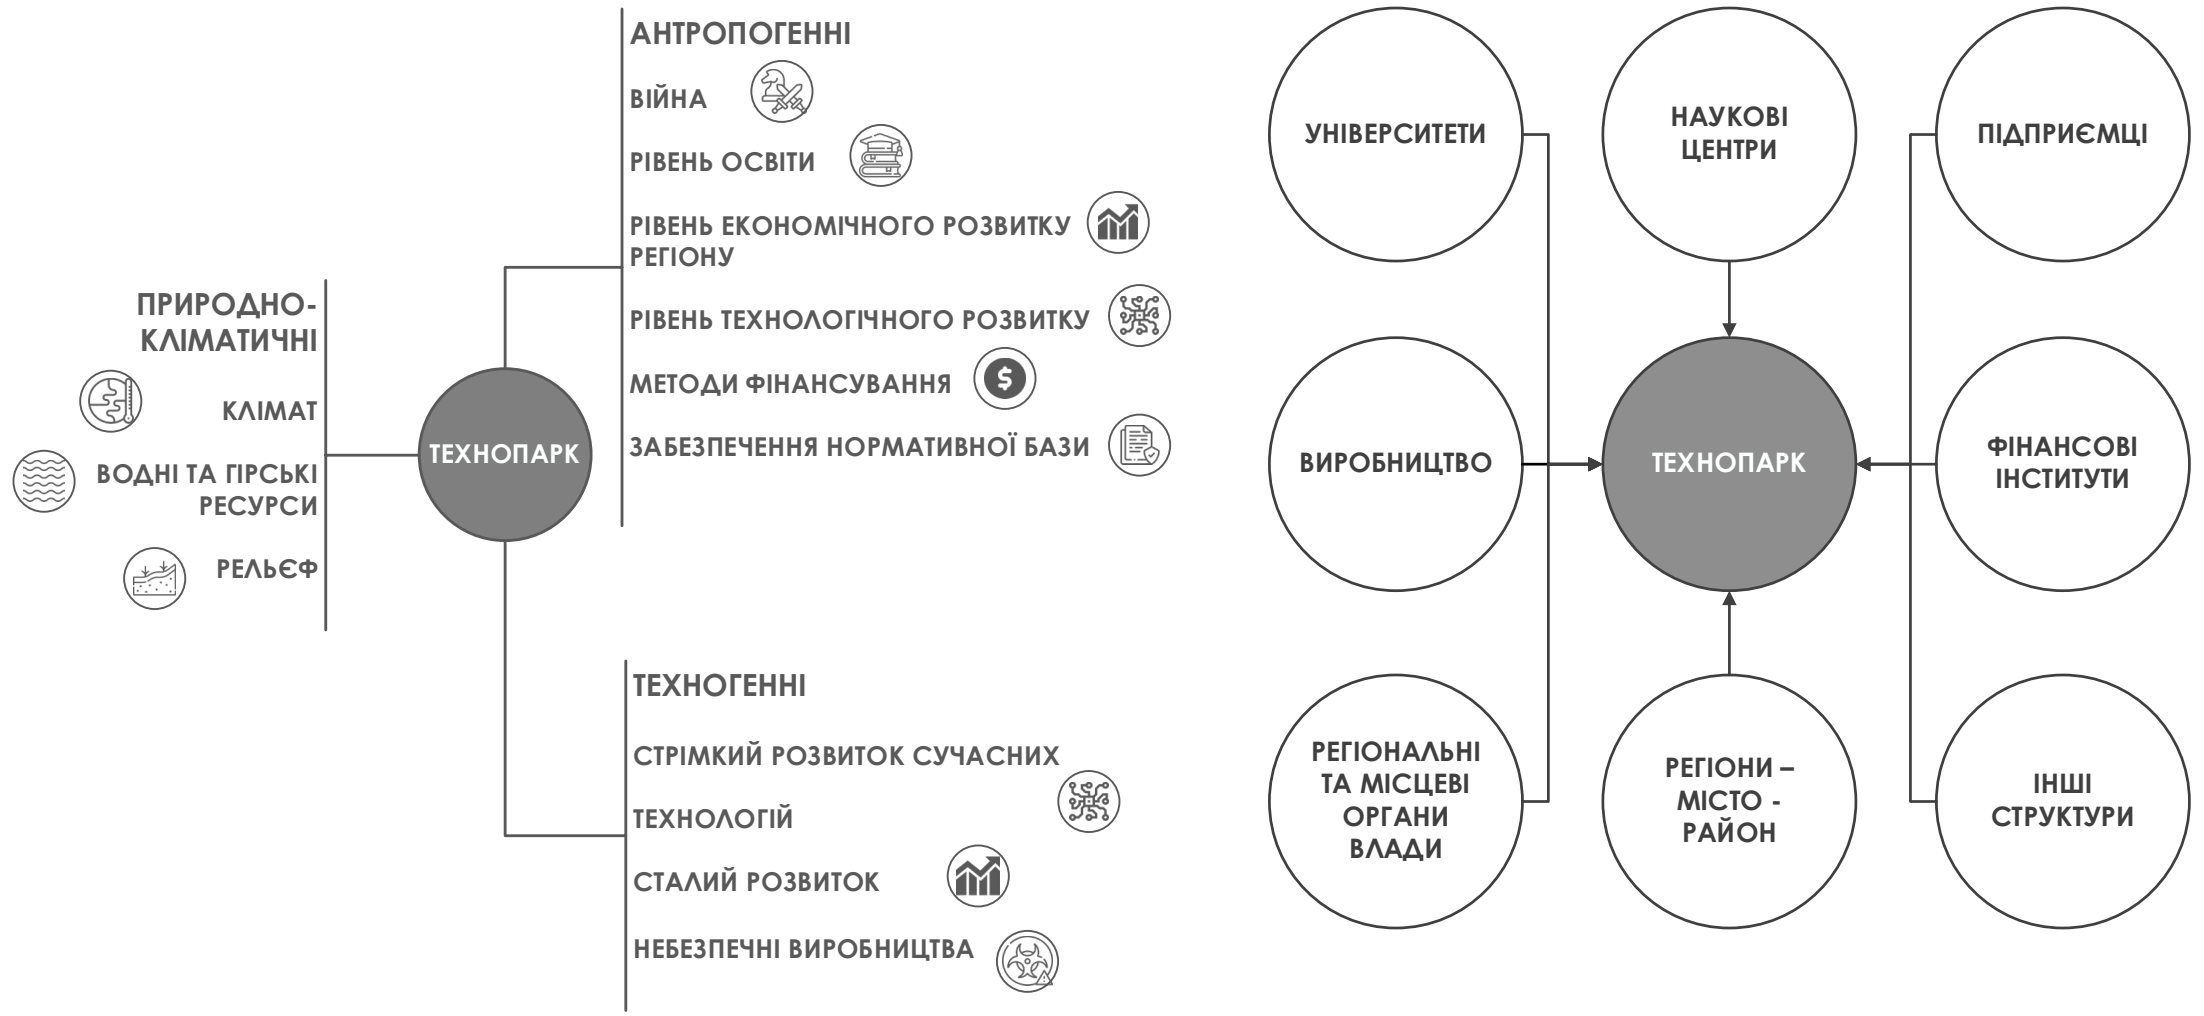 АНТРОПОГЕННІ
ВІЙНА
РІВЕНЬ ОСВІТИ
РІВЕНЬ ЕКОНОМІЧНОГО РОЗВИТКУ
РЕГІОНУ
РІВЕНЬ ТЕХНОЛОГІЧНОГО РОЗВИТКУ
МЕТОДИ ФІНАНСУВАННЯ
$
ЗАБЕЗПЕЧЕННЯ НОРМАТИВНОЇ БАЗИ
ПРИРОДНО-
КЛІМАТИЧНІ
КЛІМАТ
ВОДНІ ТА ГІРСЬКІ
РЕСУРСИ
РЕЛЬЄФ
ТЕХНОПАРК
ТЕХНОГЕННІ
СТРІМКИЙ РОЗВИТОК СУЧАСНИХ
ТЕХНОЛОГІЙ
СТАЛИЙ РОЗВИТОК
НЕБЕЗПЕЧНІ ВИРОБНИЦТВА
УНІВЕРСИТЕТИ
НАУКОВІ
ЦЕНТРИ
ПІДПРИЄМЦІ
ВИРОБНИЦТВО
ТЕХНОПАРК
ФІНАНСОВІ
ІНСТИТУТИ
РЕГІОНАЛЬНІ
ТА МІСЦЕВІ
ОРГАНИ
ВЛАДИ
РЕГІОНИ –
МІСТО -
РАЙОН
ІНШІ
СТРУКТУРИ